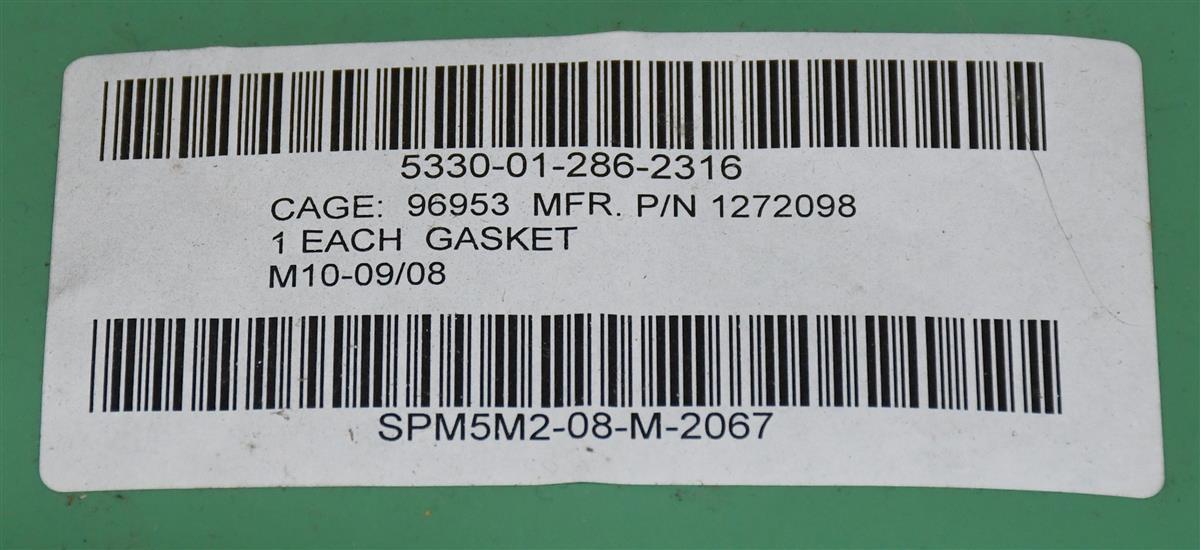 5330-01-286-2316
CAGE: 96953 MFR. P/N 1272098
1 EACH GASKET
M10-09/08
SPM5M2-08-M-2067